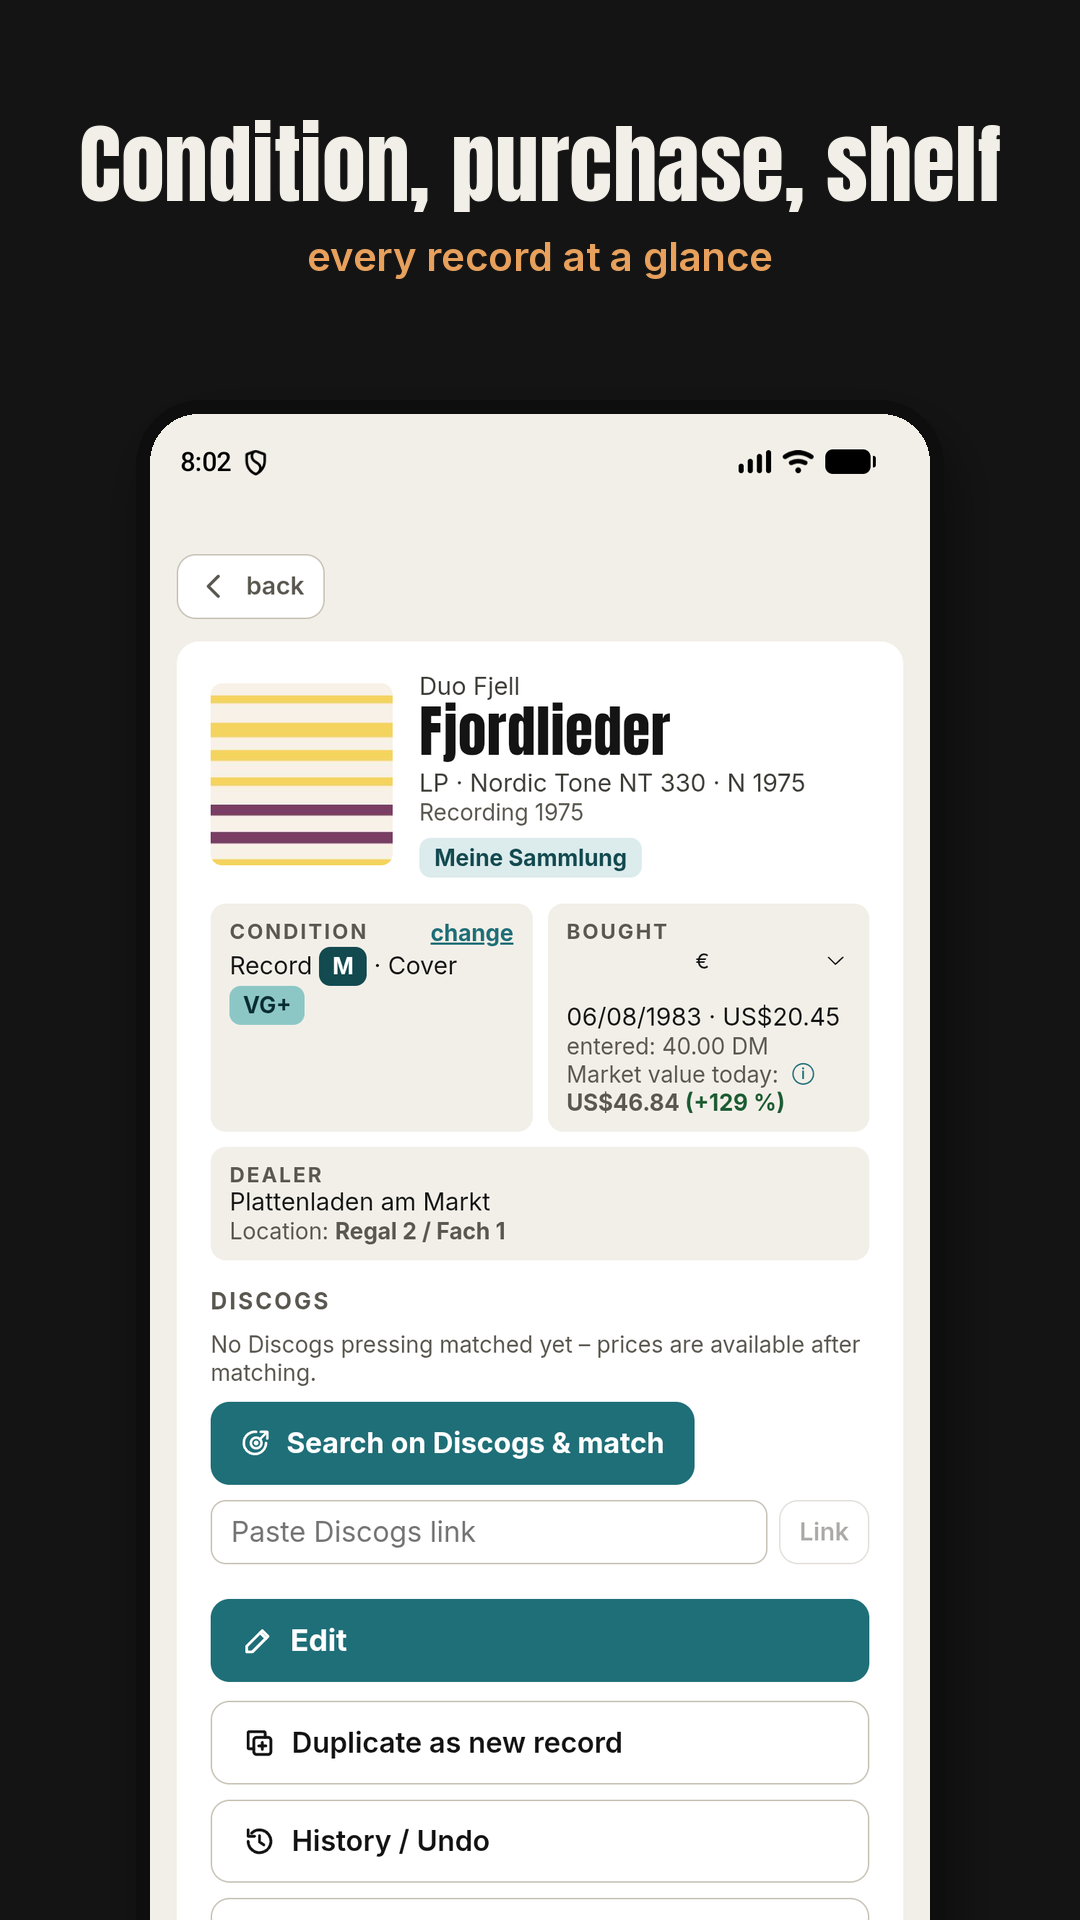 Condition, purchase, shelf
every record at a glance
8:02
back
Duo Fjell
Fjordlieder
LP · Nordic Tone NT 330 · N 1975
Recording 1975
Meine Sammlung
CONDITION change
Record M · Cover
VG+
BOUGHT
€
06/08/1983 · US$20.45
entered: 40.00 DM
Market value today: ⓘ
US$46.84 (+129 %)
DEALER
Plattenladen am Markt
Location: Regal 2 / Fach 1
DISCOGS
No Discogs pressing matched yet – prices are available after
matching.
Search on Discogs & match
Paste Discogs link Link
Edit
Duplicate as new record
History / Undo